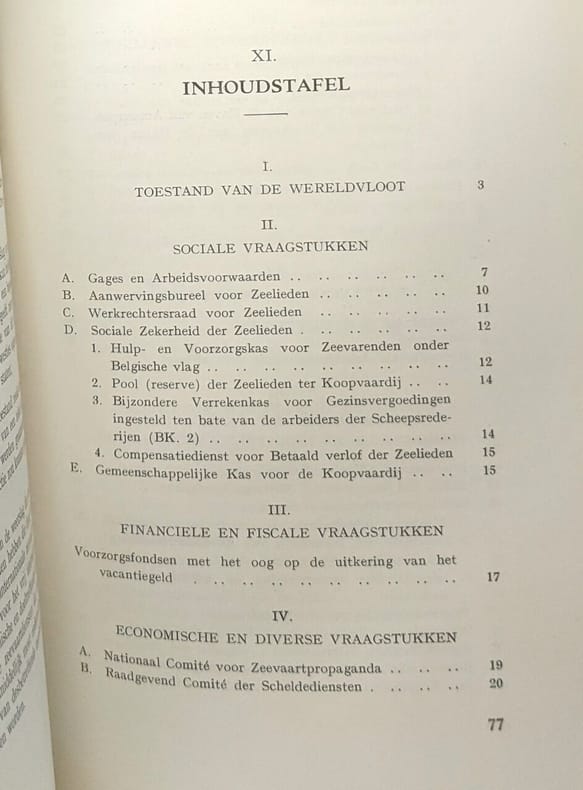 XI.
INHOUDSTAFEL
I.
TOESTAND VAN DE WERELDVLOOT 3
II.
SOCIALE VRAAGSTUKKEN
A. Gages en Arbeidsvoorwaarden .. .. .. .. .. .. 7
B. Aanwervingsbureel voor Zeelieden .. .. .. .. .. 10
C. Werkrechtersraad voor Zeelieden .. .. .. .. .. 11
D. Sociale Zekerheid der Zeelieden . .. .. .. .. .. 12
1. Hulp- en Voorzorgskas voor Zeevarenden onder
Belgische vlag .. .. .. .. .. .. .. .. .. 12
2. Pool (reserve) der Zeelieden ter Koopvaardij .. .. 14
3. Bijzondere Verrekenkas voor Gezinsvergoedingen
ingesteld ten bate van de arbeiders der Scheepsrede-
rijen (BK. 2) .. .. .. .. .. .. .. .. .. 14
4. Compensatiedienst voor Betaald verlof der Zeelieden 15
E. Gemeenschappelijke Kas voor de Koopvaardij .. .. 15
III.
FINANCIELE EN FISCALE VRAAGSTUKKEN
Voorzorgsfondsen met het oog op de uitkering van het
vacantiegeld . .. .. .. .. .. .. .. .. .. 17
IV.
ECONOMISCHE EN DIVERSE VRAAGSTUKKEN
A. Nationaal Comité voor Zeevaartpropaganda .. .. .. 19
B. Raadgevend Comité der Scheldediensten . .. .. .. 20
77